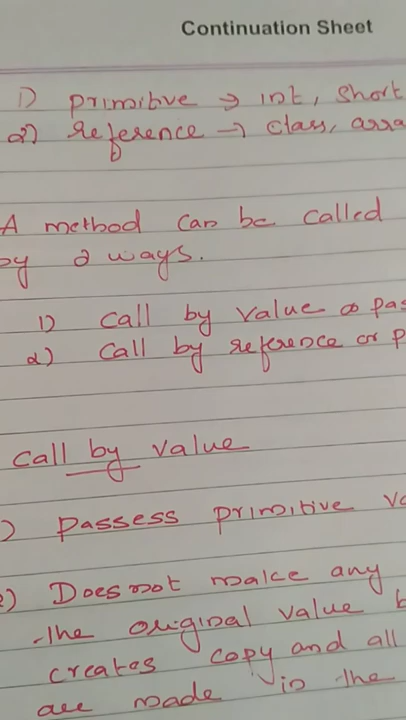 Continuation Sheet
1) primitive → int, short
2) reference → class, arra
A method can be called
by 2 ways.
1) call by value or pas
2) call by reference or p
call by value
) Passess primitive va
2) Does not make any
the original value b
creates copy and all
are made in the